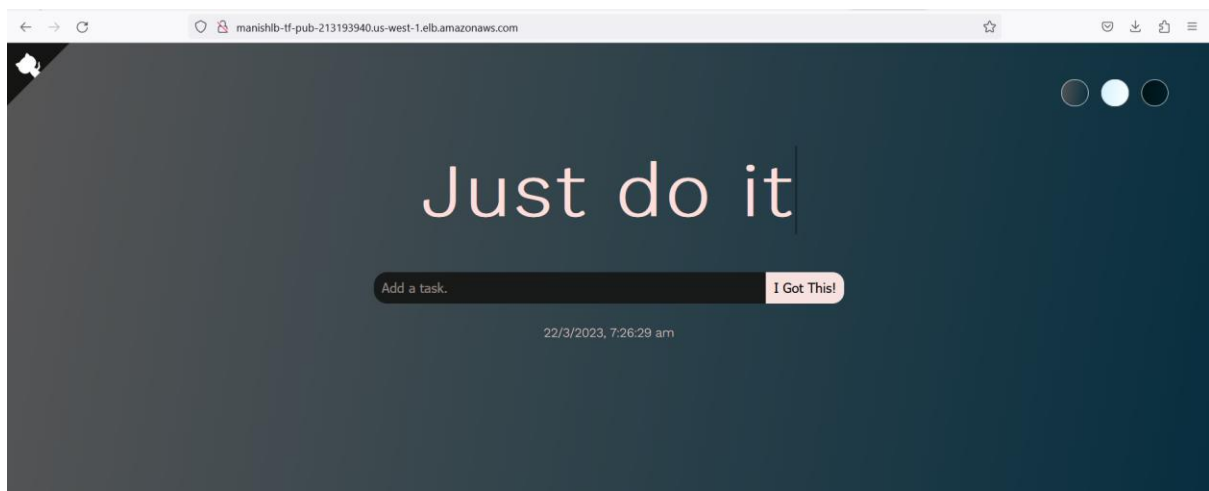 manishlb-tf-pub-213193940.us-west-1.elb.amazonaws.com
Just do it
Add a task.
I Got This!
22/3/2023, 7:26:29 am